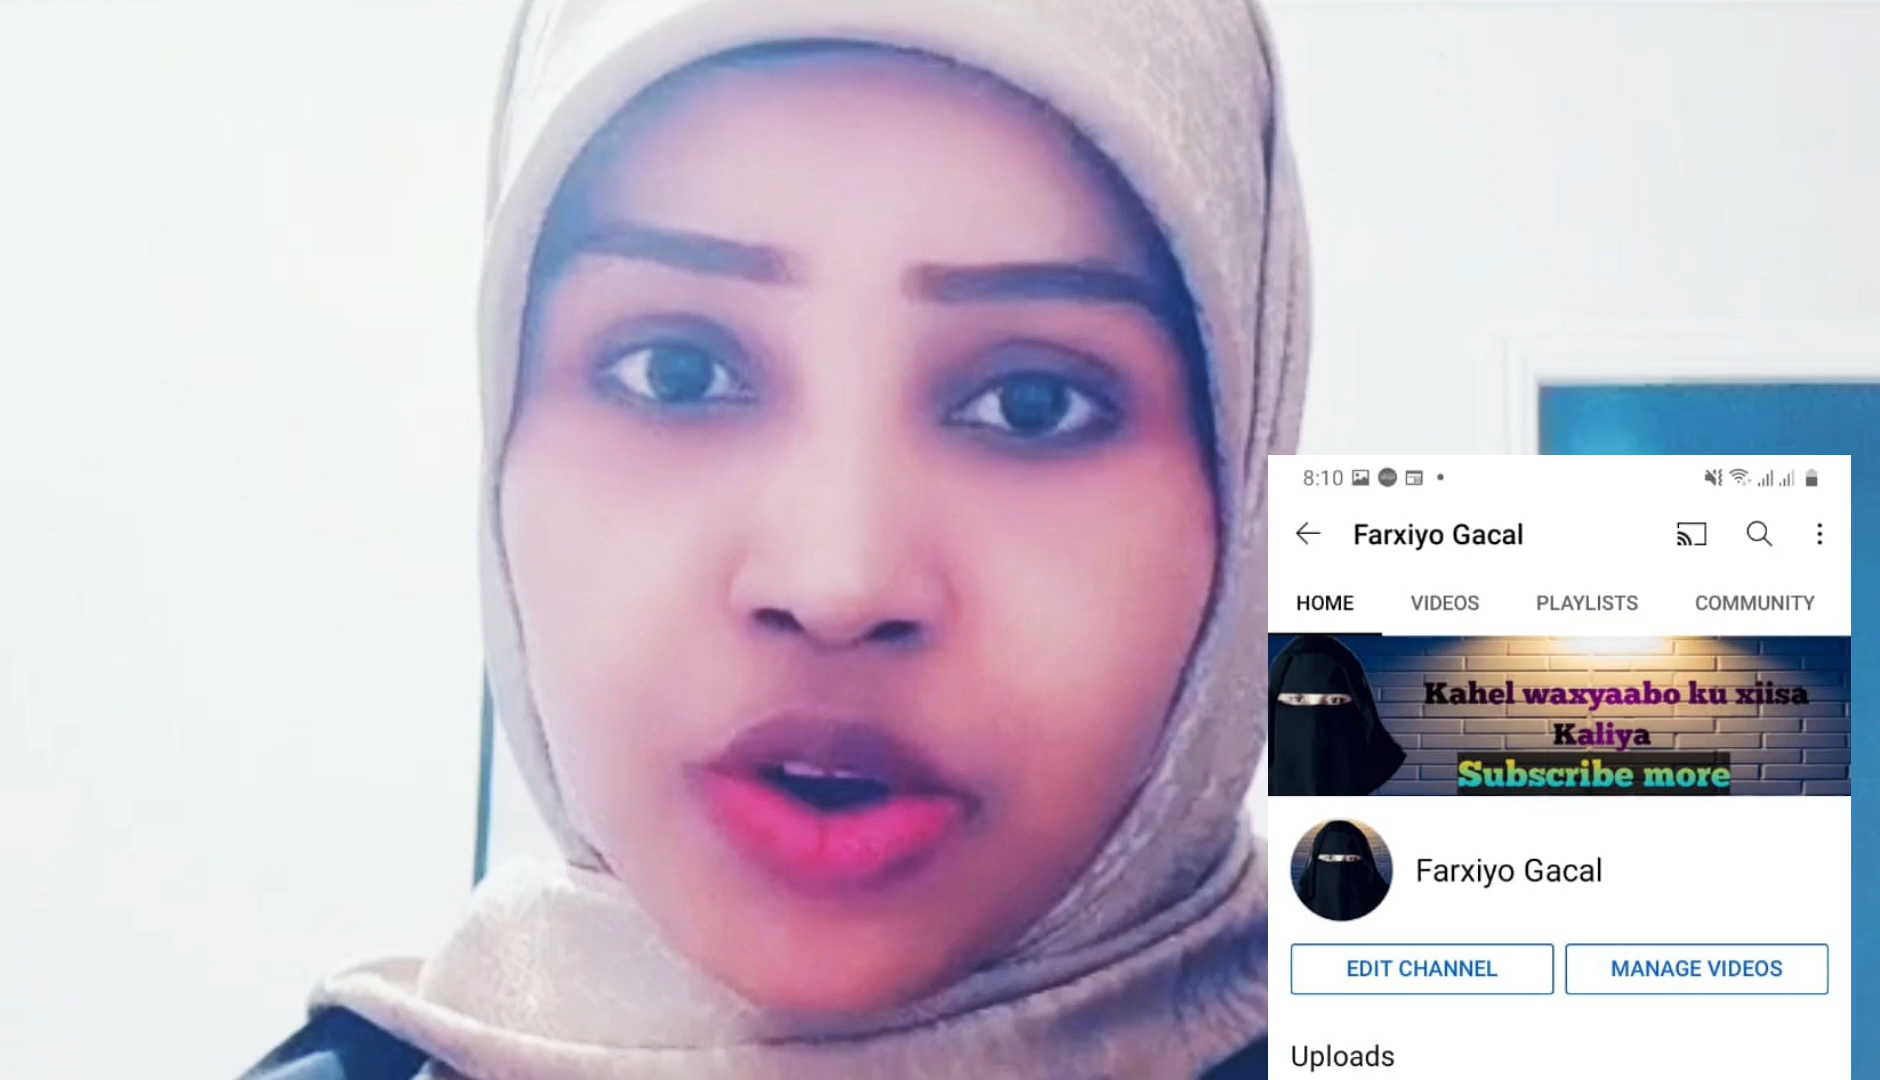 8:10
Farxiyo Gacal
HOME VIDEOS PLAYLISTS COMMUNITY
Kahel waxyaabo ku xiisa
Kaliya
Subscribe more
Farxiyo Gacal
EDIT CHANNEL MANAGE VIDEOS
Uploads